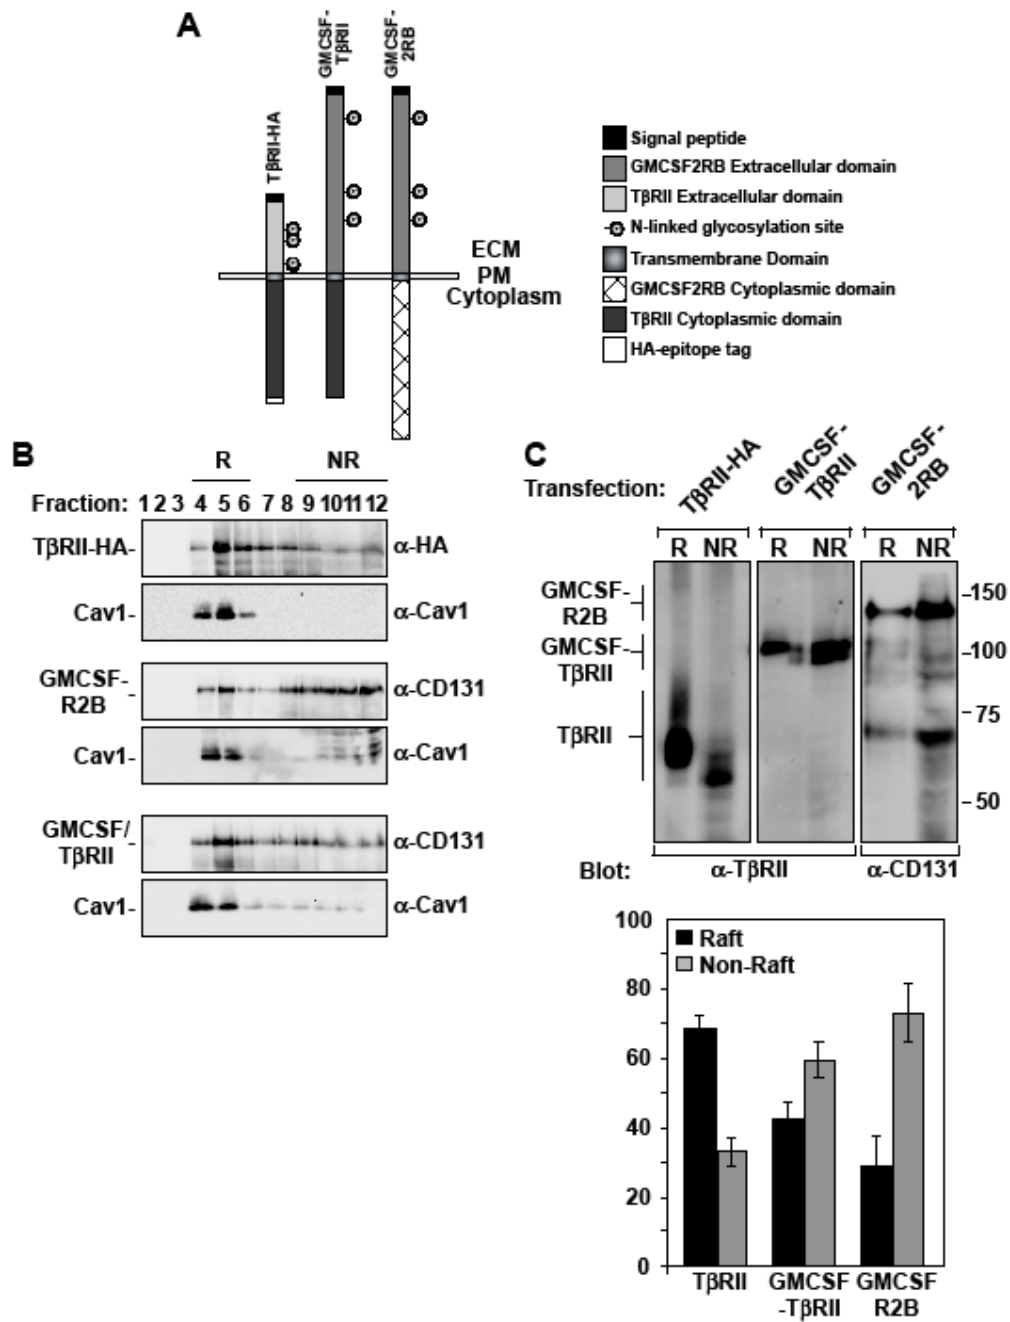 A
TβRII-HA
GMCSF-
TβRII
GMCSF-
2RB
ECM
PM
Cytoplasm
Signal peptide
GMCSF2RB Extracellular domain
TβRII Extracellular domain
N-linked glycosylation site
Transmembrane Domain
GMCSF2RB Cytoplasmic domain
TβRII Cytoplasmic domain
HA-epitope tag
B
R NR
Fraction: 1 2 3 4 5 6 7 8 9 10 11 12
TβRII-HA- α-HA
Cav1- α-Cav1
GMCSF-
R2B - α-CD131
Cav1- α-Cav1
GMCSF/
TβRII - α-CD131
Cav1- α-Cav1
C
Transfection: TβRII-HA GMCSF-
TβRII GMCSF-
2RB
R NR R NR R NR
GMCSF-
R2B
GMCSF-
TβRII
TβRII
-150
-100
-75
-50
Blot: α-TβRII α-CD131
100
80
60
40
20
0
Raft
Non-Raft
TβRII GMCSF
-TβRII GMCSF
R2B